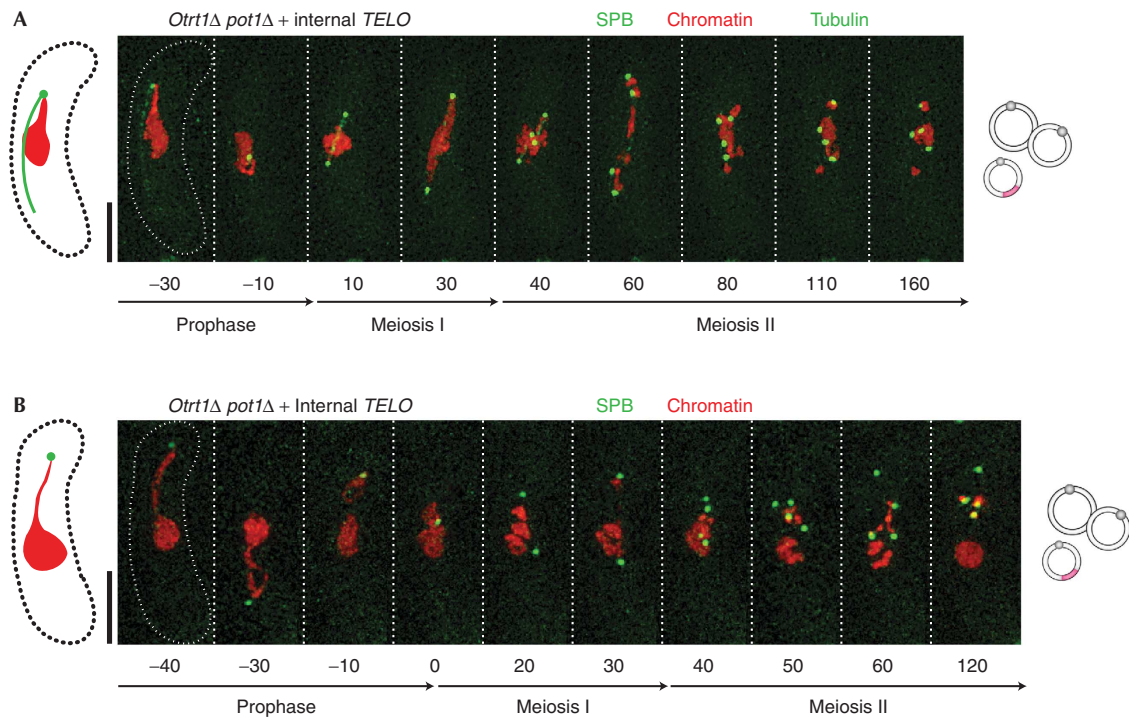 A
Otrt1Δ pot1Δ + internal TELO SPB Chromatin Tubulin
–30 –10 10 30 40 60 80 110 160
Prophase Meiosis I Meiosis II
B
Otrt1Δ pot1Δ + Internal TELO SPB Chromatin
–40 –30 –10 0 20 30 40 50 60 120
Prophase Meiosis I Meiosis II